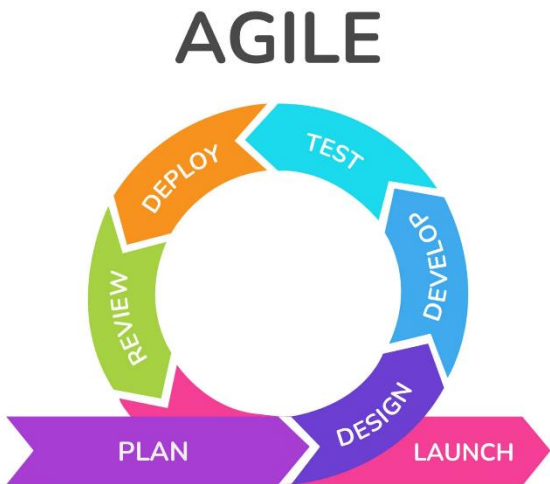 AGILE
PLAN
DESIGN
DEVELOP
TEST
DEPLOY
REVIEW
LAUNCH